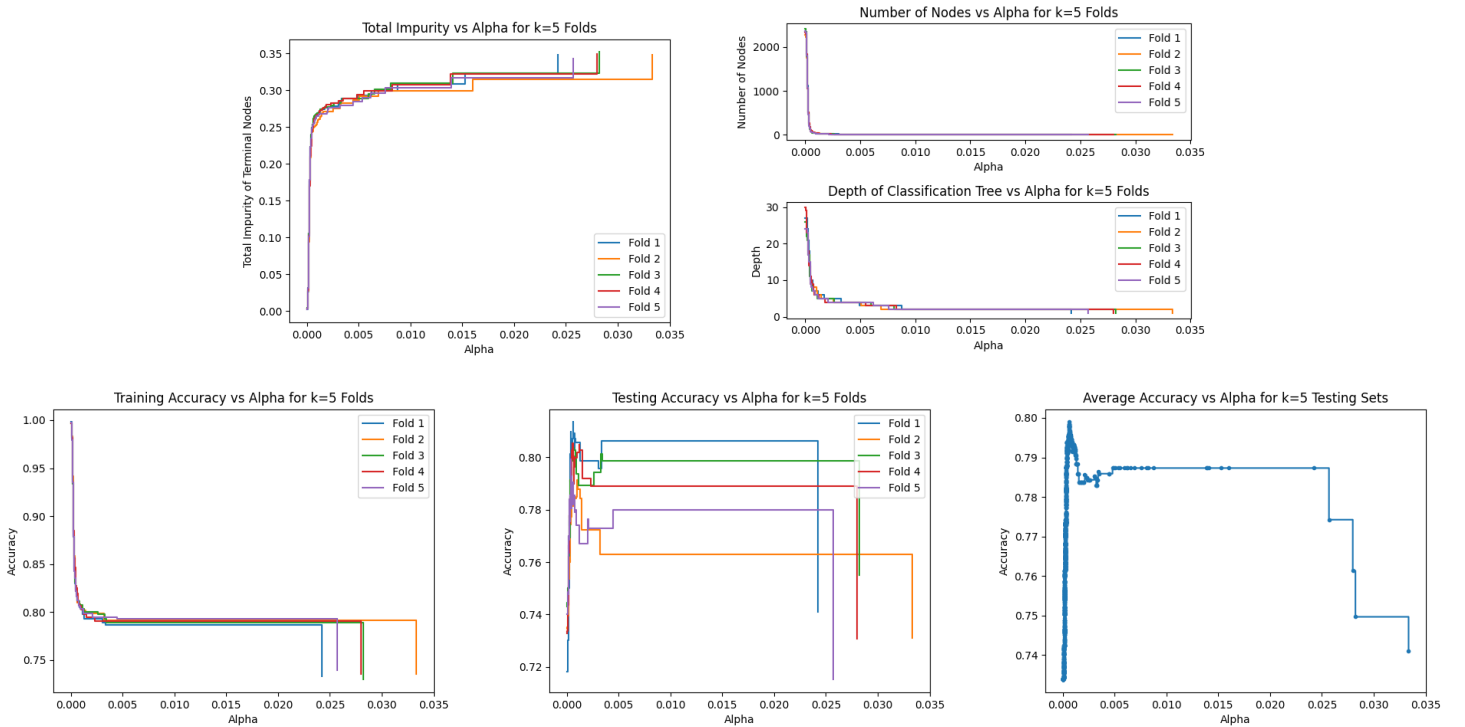 Total Impurity vs Alpha for k=5 Folds
Total Impurity of Terminal Nodes
0.35
0.30
0.25
0.20
0.15
0.10
0.05
0.00
Fold 1
Fold 2
Fold 3
Fold 4
Fold 5
0.000 0.005 0.010 0.015 0.020 0.025 0.030 0.035
Alpha
Number of Nodes vs Alpha for k=5 Folds
Number of Nodes
2000
1000
0
Fold 1
Fold 2
Fold 3
Fold 4
Fold 5
0.000 0.005 0.010 0.015 0.020 0.025 0.030 0.035
Alpha
Depth of Classification Tree vs Alpha for k=5 Folds
Depth
30
20
10
0
Fold 1
Fold 2
Fold 3
Fold 4
Fold 5
0.000 0.005 0.010 0.015 0.020 0.025 0.030 0.035
Alpha
Training Accuracy vs Alpha for k=5 Folds
Accuracy
1.00
0.95
0.90
0.85
0.80
0.75
Fold 1
Fold 2
Fold 3
Fold 4
Fold 5
0.000 0.005 0.010 0.015 0.020 0.025 0.030 0.035
Alpha
Testing Accuracy vs Alpha for k=5 Folds
Accuracy
0.80
0.78
0.76
0.74
0.72
Fold 1
Fold 2
Fold 3
Fold 4
Fold 5
0.000 0.005 0.010 0.015 0.020 0.025 0.030 0.035
Alpha
Average Accuracy vs Alpha for k=5 Testing Sets
Accuracy
0.80
0.79
0.78
0.77
0.76
0.75
0.74
0.000 0.005 0.010 0.015 0.020 0.025 0.030 0.035
Alpha